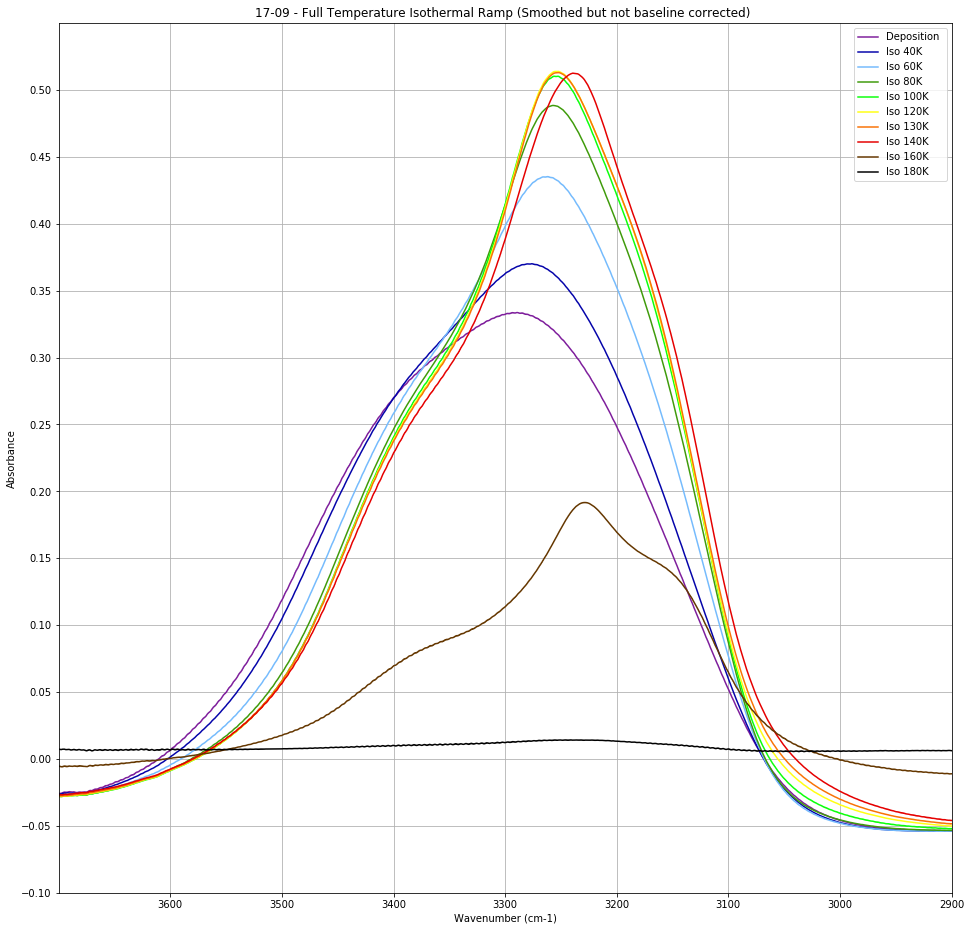 17-09 - Full Temperature Isothermal Ramp (Smoothed but not baseline corrected)
Deposition
Iso 40K
Iso 60K
Iso 80K
Iso 100K
Iso 120K
Iso 130K
Iso 140K
Iso 160K
Iso 180K
0.50
0.45
0.40
0.35
0.30
0.25
0.20
0.15
0.10
0.05
0.00
−0.05
−0.10
Absorbance
3600 3500 3400 3300 3200 3100 3000 2900
Wavenumber (cm-1)